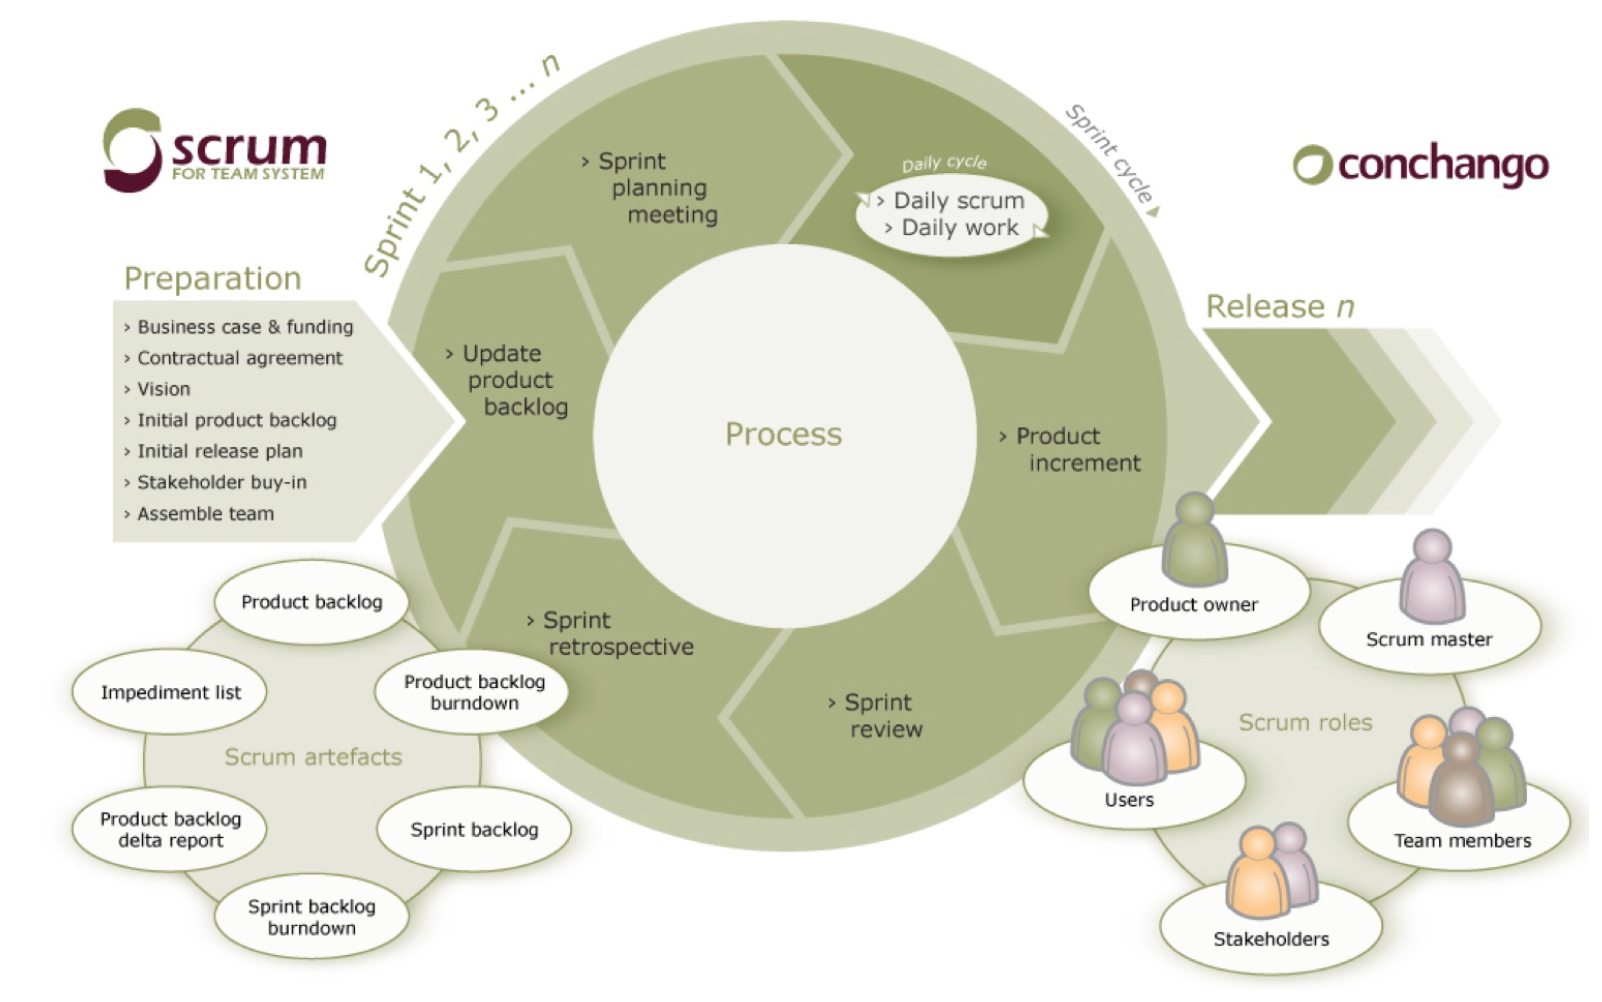 scrum
FOR TEAM SYSTEM
conchango
Sprint 1, 2, 3 ... n
Sprint cycle
Preparation
› Business case & funding
› Contractual agreement
› Vision
› Initial product backlog
› Initial release plan
› Stakeholder buy-in
› Assemble team
› Sprint
planning
meeting
Daily cycle
› Daily scrum
› Daily work
› Update
product
backlog
Process
› Product
increment
› Sprint
retrospective
› Sprint
review
Release n
Scrum artefacts
Product backlog
Product backlog
burndown
Sprint backlog
Sprint backlog
burndown
Product backlog
delta report
Impediment list
Scrum roles
Product owner
Scrum master
Team members
Stakeholders
Users